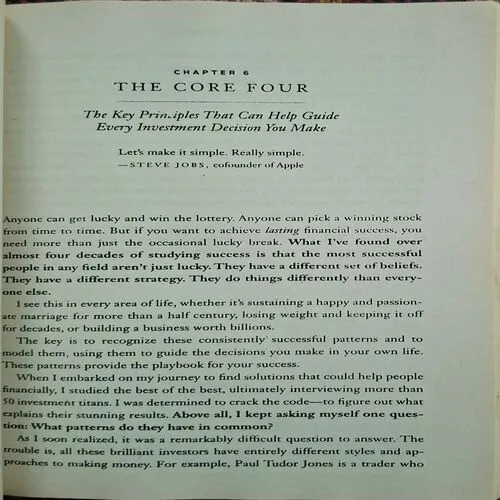 CHAPTER 6
THE CORE FOUR
The Key Principles That Can Help Guide
Every Investment Decision You Make
Let's make it simple. Really simple.
—STEVE JOBS, cofounder of Apple
Anyone can get lucky and win the lottery. Anyone can pick a winning stock
from time to time. But if you want to achieve lasting financial success, you
need more than just the occasional lucky break. What I've found over
almost four decades of studying success is that the most successful
people in any field aren't just lucky. They have a different set of beliefs.
They have a different strategy. They do things differently than every-
one else.
I see this in every area of life, whether it's sustaining a happy and passion-
ate marriage for more than a half century, losing weight and keeping it off
for decades, or building a business worth billions.
The key is to recognize these consistently successful patterns and to
model them, using them to guide the decisions you make in your own life.
These patterns provide the playbook for your success.
When I embarked on my journey to find solutions that could help people
financially, I studied the best of the best, ultimately interviewing more than
50 investment titans. I was determined to crack the code—to figure out what
explains their stunning results. Above all, I kept asking myself one ques-
tion: What patterns do they have in common?
As I soon realized, it was a remarkably difficult question to answer. The
trouble is, all these brilliant investors have entirely different styles and ap-
proaches to making money. For example, Paul Tudor Jones is a trader who